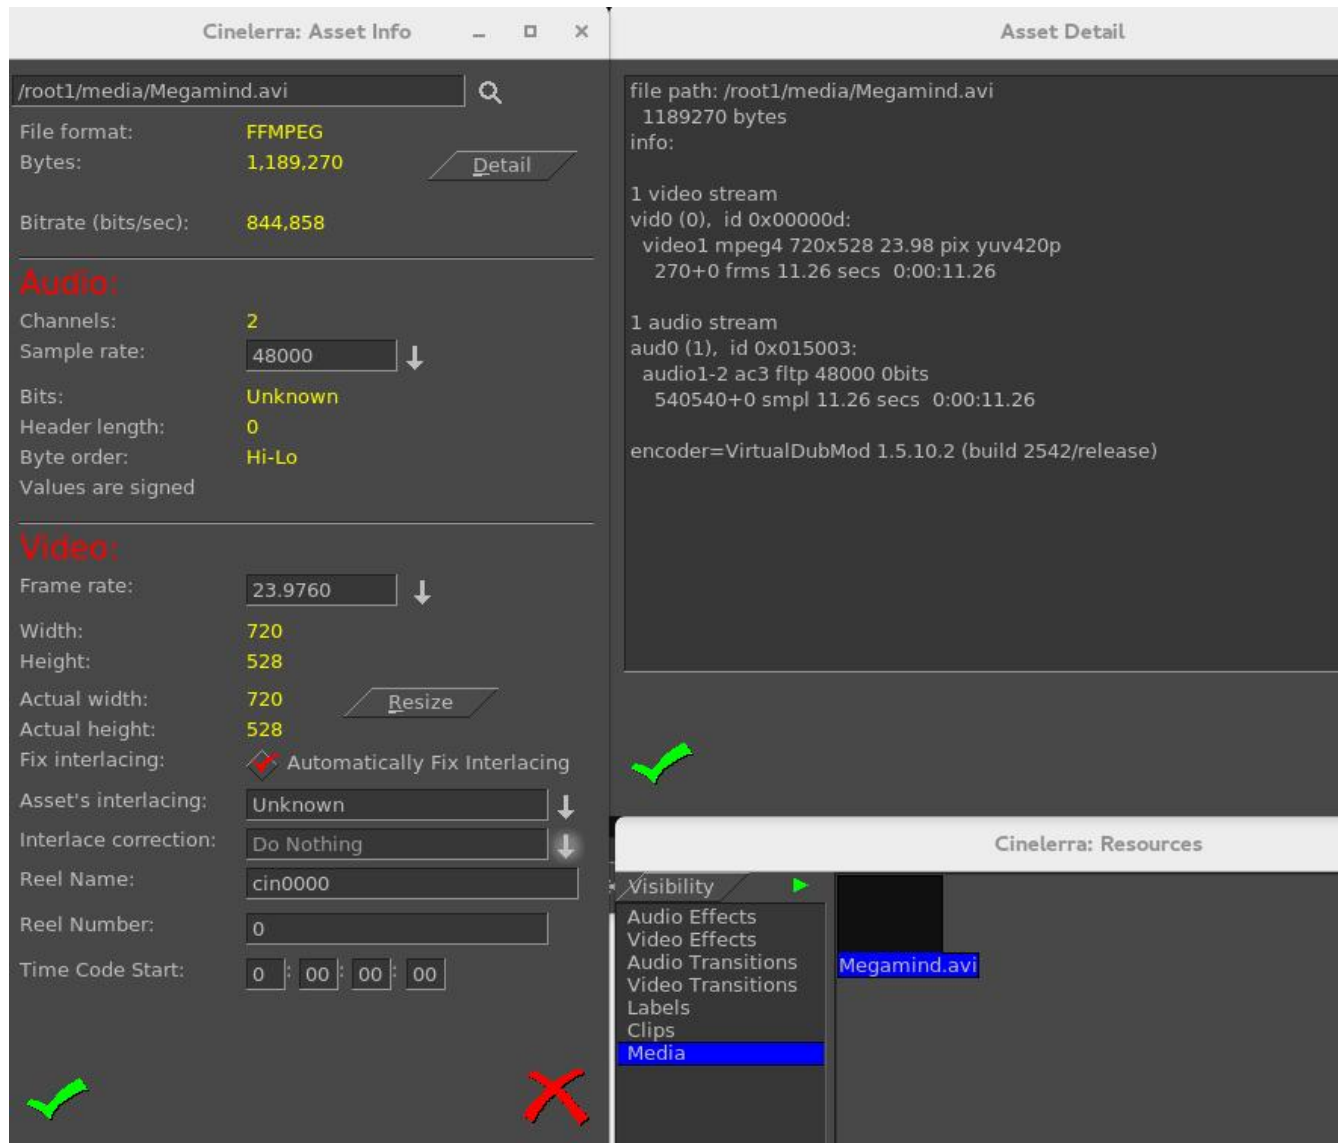 Cinelerra: Asset Info
/root1/media/Megamind.avi
File format: FFMPEG
Bytes: 1,189,270
Detail
Bitrate (bits/sec): 844,858
Audio:
Channels: 2
Sample rate: 48000
Bits: Unknown
Header length: 0
Byte order: Hi-Lo
Values are signed
Video:
Frame rate: 23.9760
Width: 720
Height: 528
Actual width: 720
Resize
Actual height: 528
Fix interlacing: Automatically Fix Interlacing
Asset's interlacing: Unknown
Interlace correction: Do Nothing
Reel Name: cin0000
Reel Number: 0
Time Code Start: 0 : 00 : 00 : 00
Asset Detail
file path: /root1/media/Megamind.avi
1189270 bytes
info:
1 video stream
vid0 (0), id 0x00000d:
video1 mpeg4 720x528 23.98 pix yuv420p
270+0 frms 11.26 secs 0:00:11.26
1 audio stream
aud0 (1), id 0x015003:
audio1-2 ac3 fltp 48000 0bits
540540+0 smpl 11.26 secs 0:00:11.26
encoder=VirtualDubMod 1.5.10.2 (build 2542/release)
Cinelerra: Resources
Visibility
Audio Effects
Video Effects
Audio Transitions
Video Transitions
Labels
Clips
Media
Megamind.avi